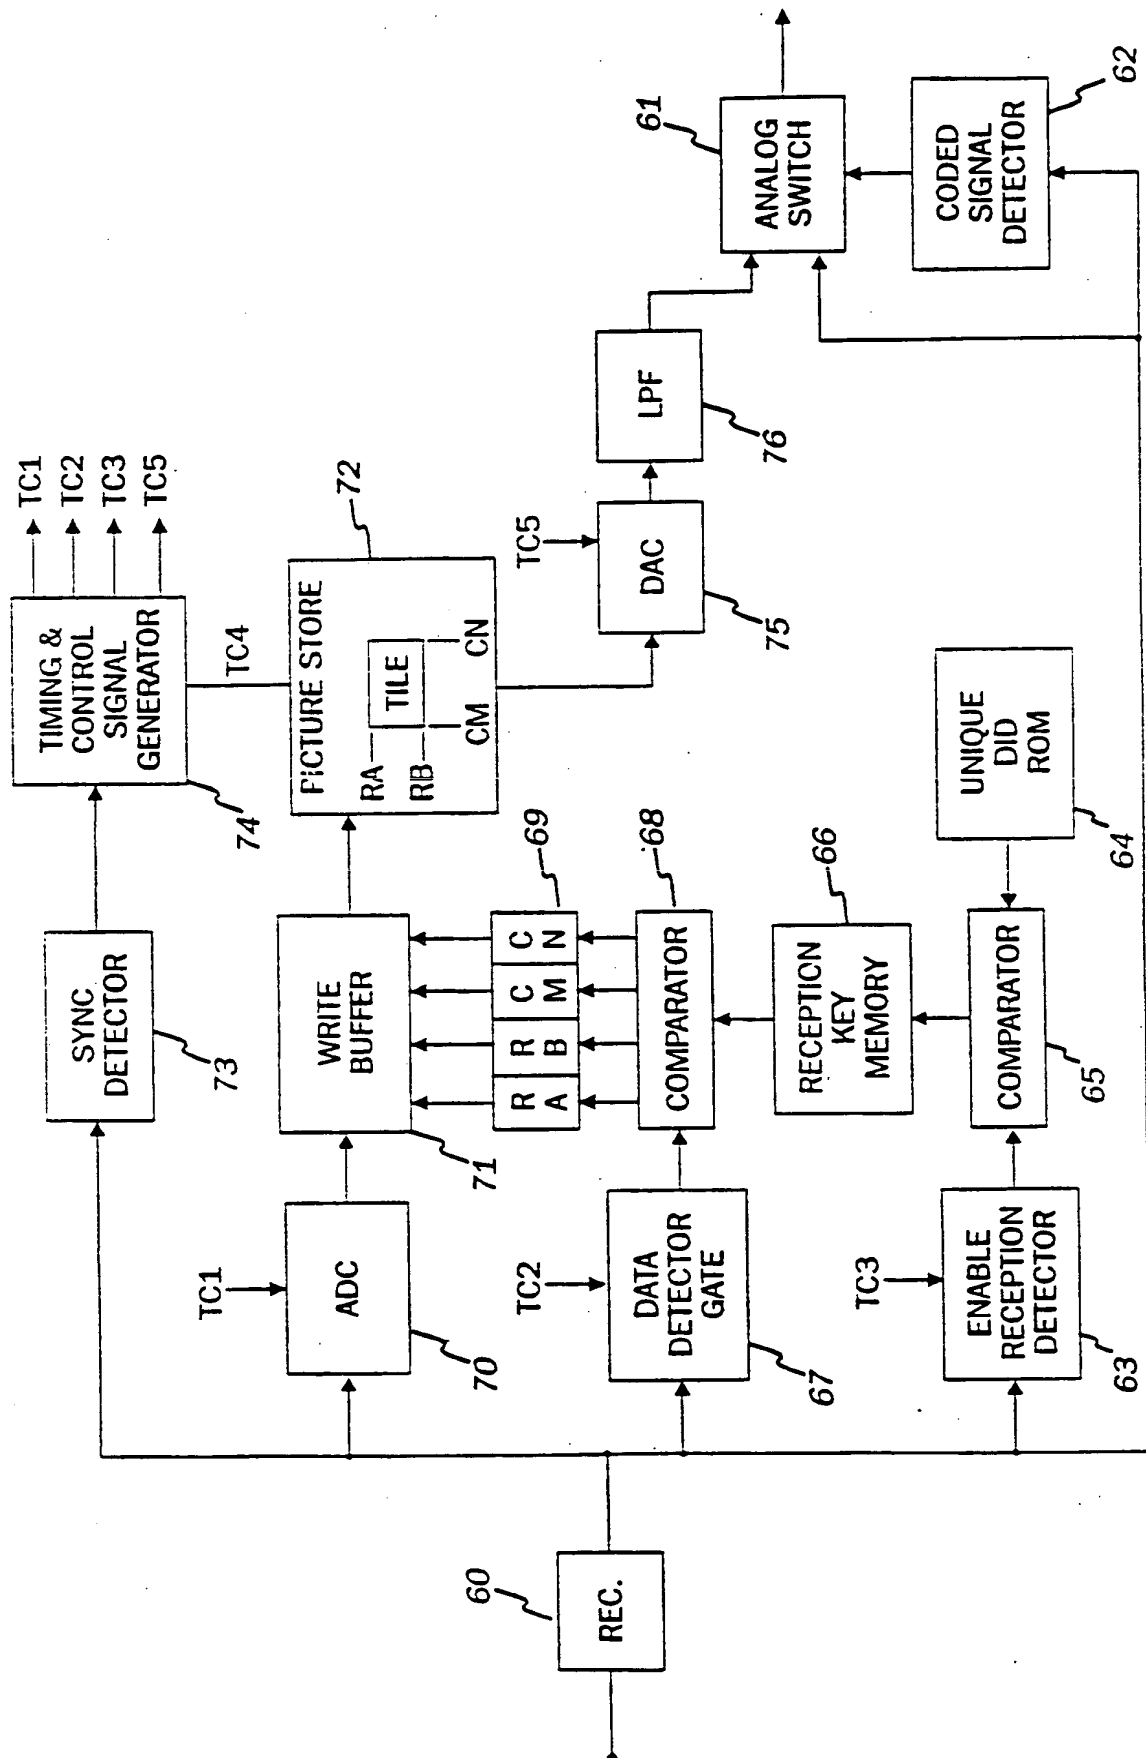 TC1
TC2
TC3
TC5
TIMING &
CONTROL
SIGNAL
GENERATOR
74
SYNC
DETECTOR
73
TC4
72
PICTURE STORE
RA
RB
TILE
CM
CN
WRITE
BUFFER
71
TC1
ADC
70
69
R A
R B
C M
C N
68
COMPARATOR
TC2
DATA
DETECTOR
GATE
67
TC5
DAC
75
LPF
76
61
ANALOG
SWITCH
CODED
SIGNAL
DETECTOR
62
60
REC.
66
RECEPTION
KEY
MEMORY
TC3
ENABLE
RECEPTION
DETECTOR
63
COMPARATOR
65
UNIQUE
DID
ROM
64